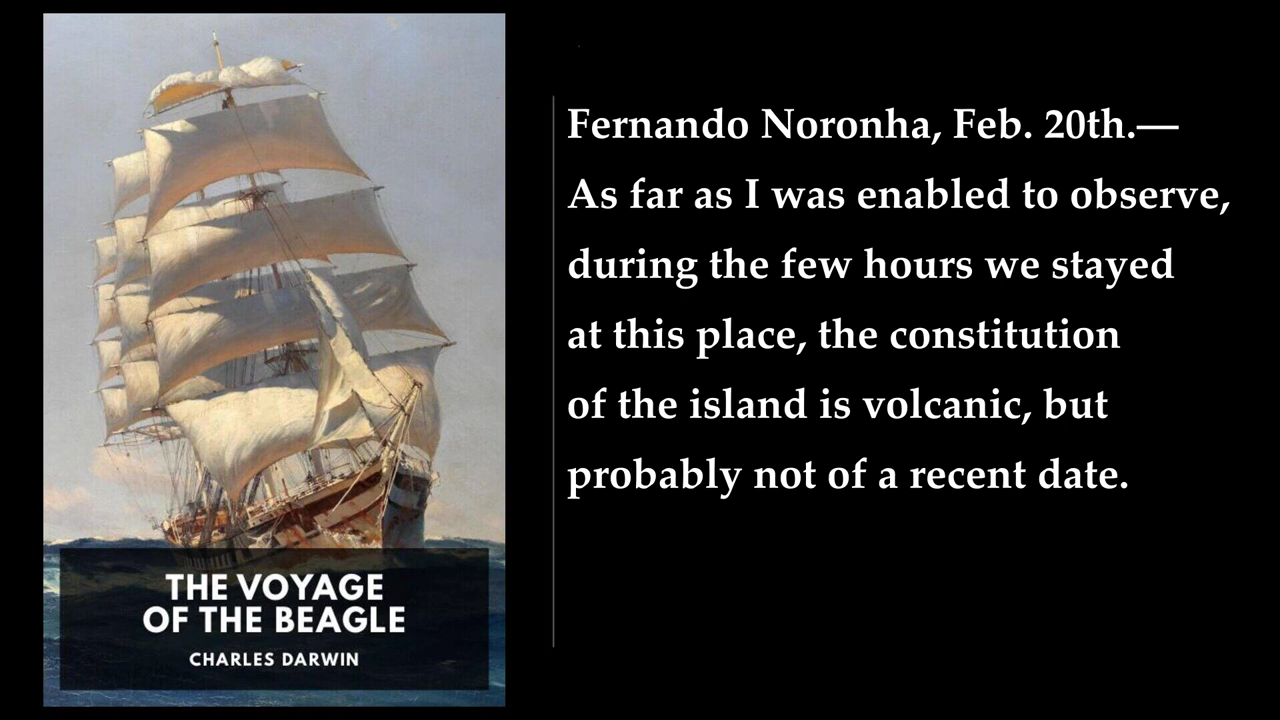 THE VOYAGE
OF THE BEAGLE
CHARLES DARWIN
Fernando Noronha, Feb. 20th.—
As far as I was enabled to observe,
during the few hours we stayed
at this place, the constitution
of the island is volcanic, but
probably not of a recent date.